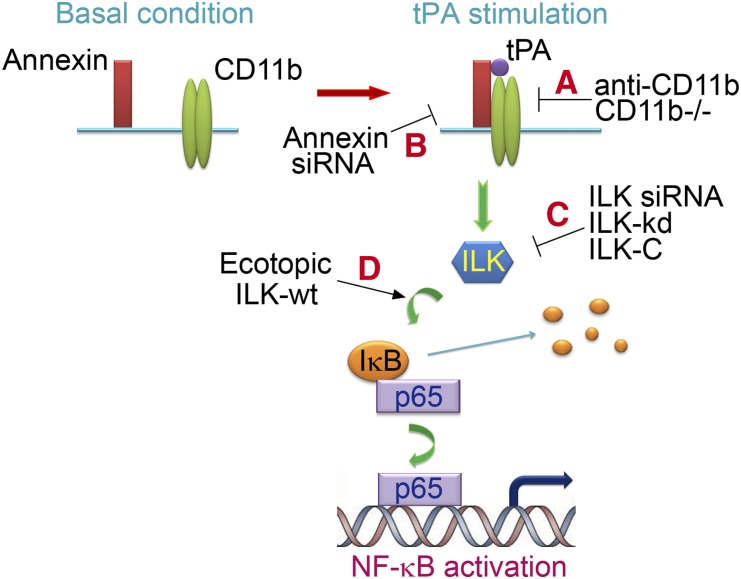 Basal condition
tPA stimulation
Annexin
CD11b
tPA
A
anti-CD11b
CD11b-/-
Annexin
siRNA
B
C
ILK siRNA
ILK-kd
ILK-C
ILK
D
Ecotopic
ILK-wt
IκB
p65
p65
NF-κB activation